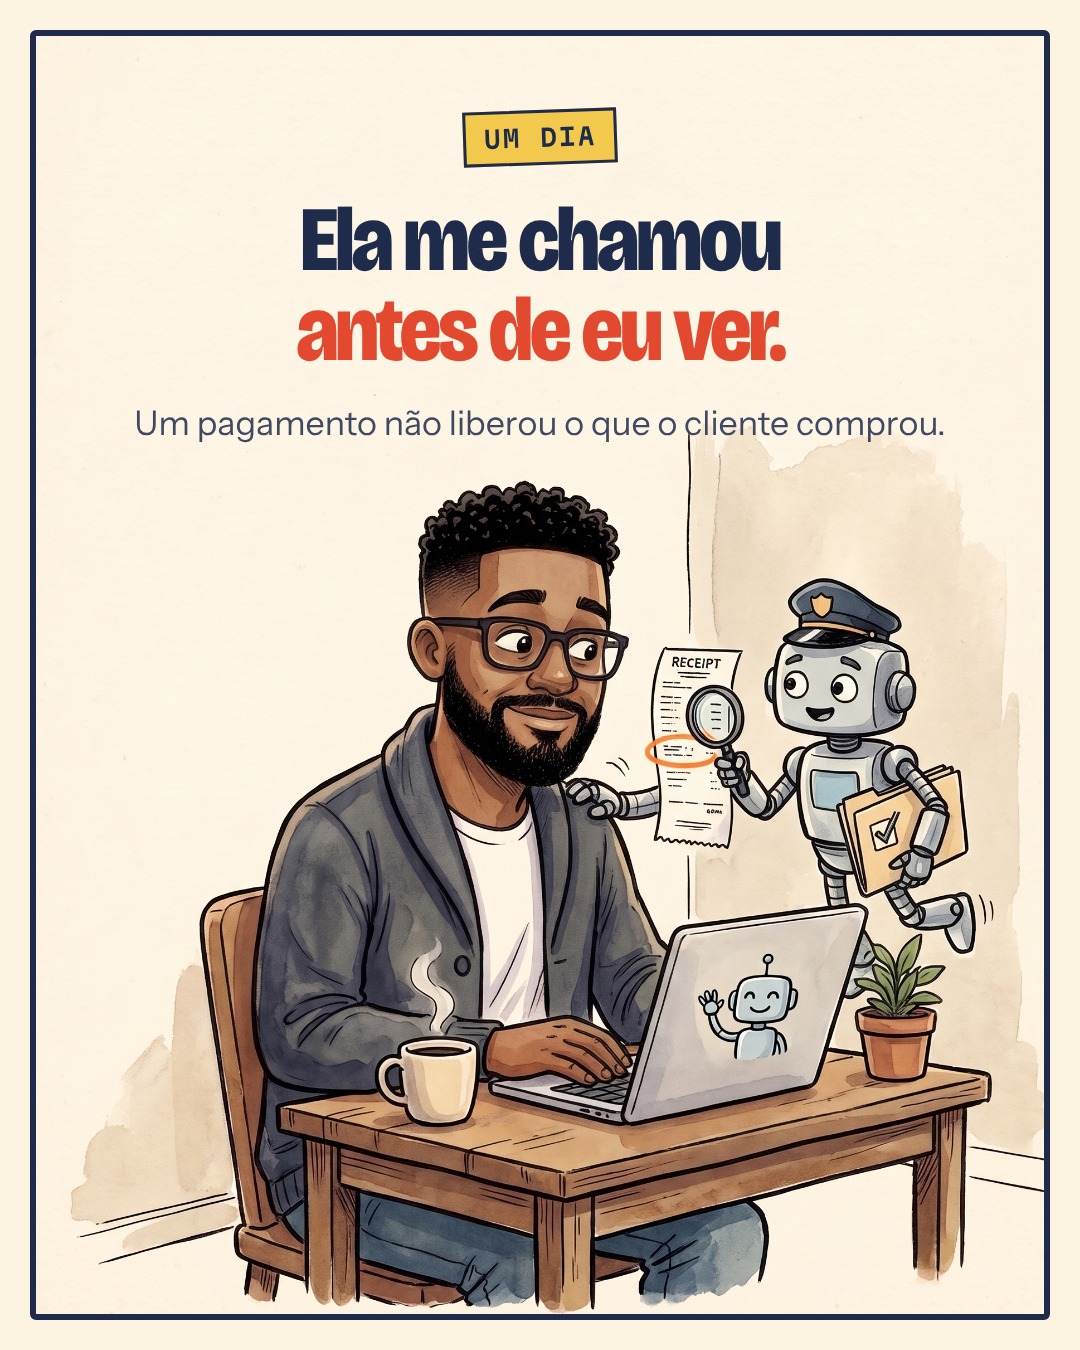 UM DIA
Ela me chamou
antes de eu ver.
Um pagamento não liberou o que o cliente comprou.
RECEIPT